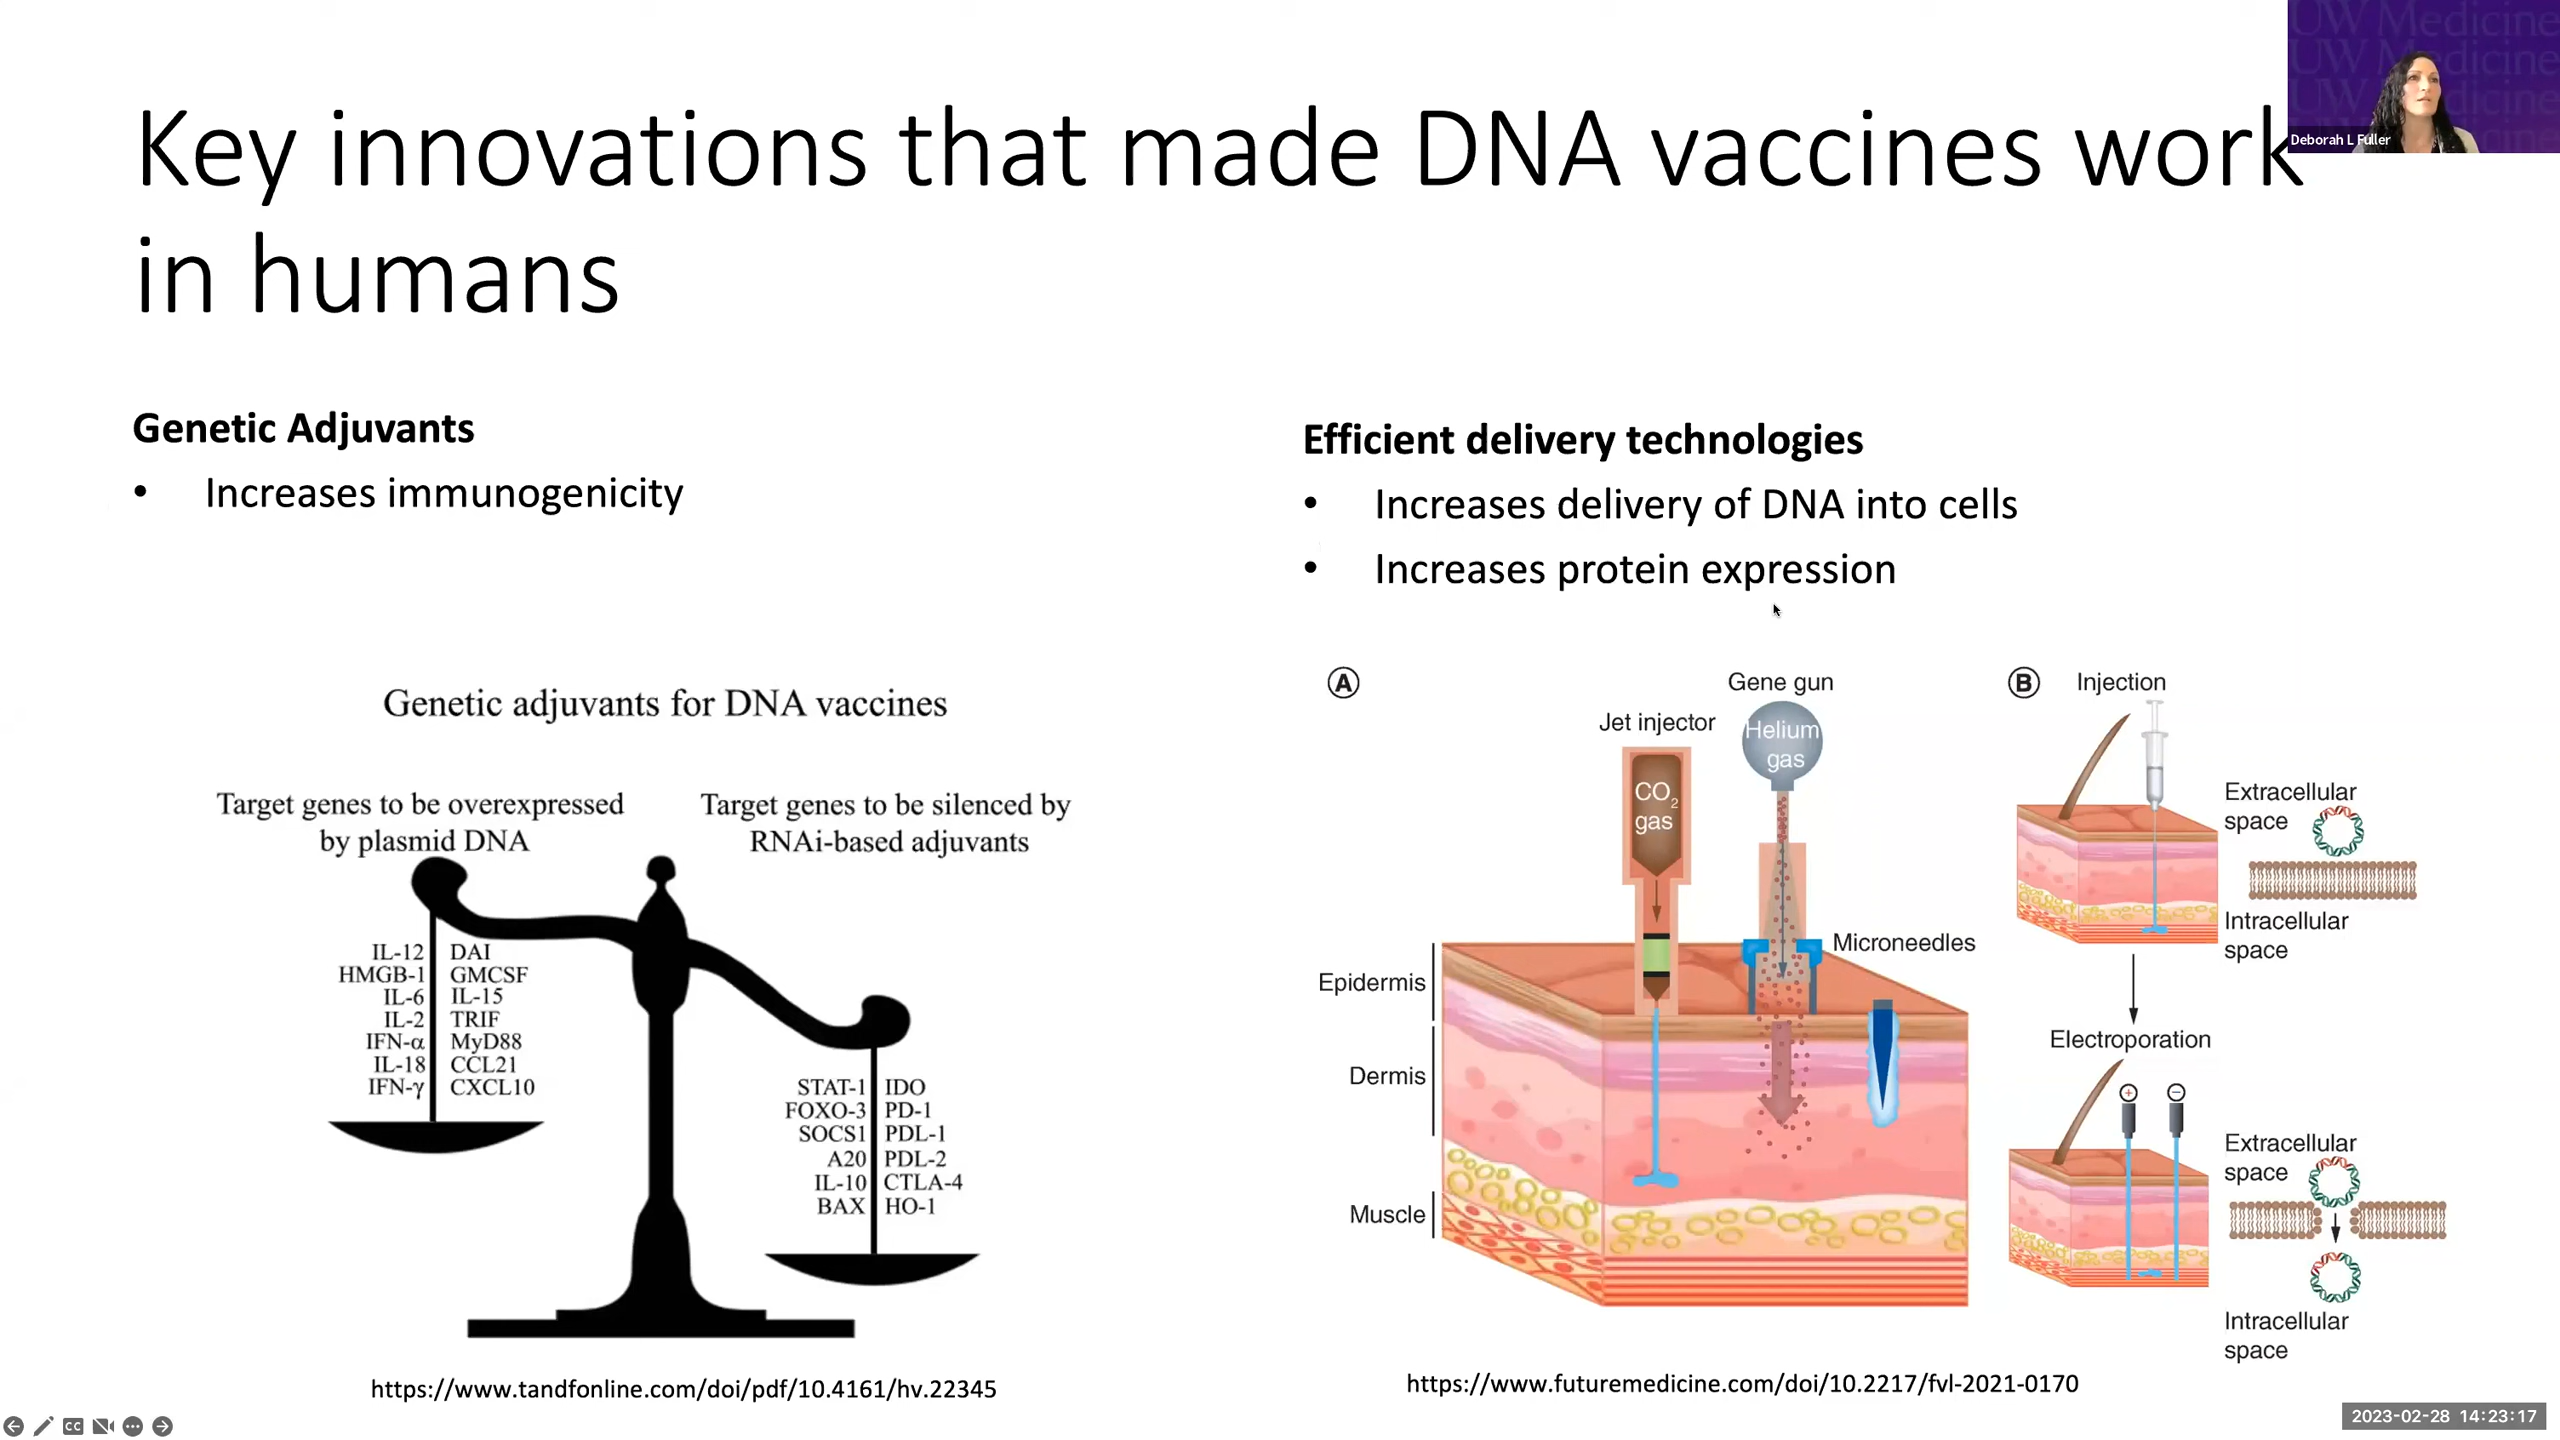 UW Medicine
UW Medicine
Deborah L Fuller
Key innovations that made DNA vaccines work
in humans
Genetic Adjuvants
• Increases immunogenicity
Genetic adjuvants for DNA vaccines
Target genes to be overexpressed
by plasmid DNA
Target genes to be silenced by
RNAi-based adjuvants
IL-12 DAI
HMGB-1 GMCSF
IL-6 IL-15
IL-2 TRIF
IFN-α MyD88
IL-18 CCL21
IFN-γ CXCL10
STAT-1 IDO
FOXO-3 PD-1
SOCS1 PDL-1
A20 PDL-2
IL-10 CTLA-4
BAX HO-1
https://www.tandfonline.com/doi/pdf/10.4161/hv.22345
Efficient delivery technologies
• Increases delivery of DNA into cells
• Increases protein expression
A
Gene gun
Jet injector
Helium
gas
CO2
gas
Microneedles
Epidermis
Dermis
Muscle
B
Injection
Extracellular
space
Intracellular
space
Electroporation
+
−
Extracellular
space
Intracellular
space
https://www.futuremedicine.com/doi/10.2217/fvl-2021-0170
CC
2023-02-28 14:23:17